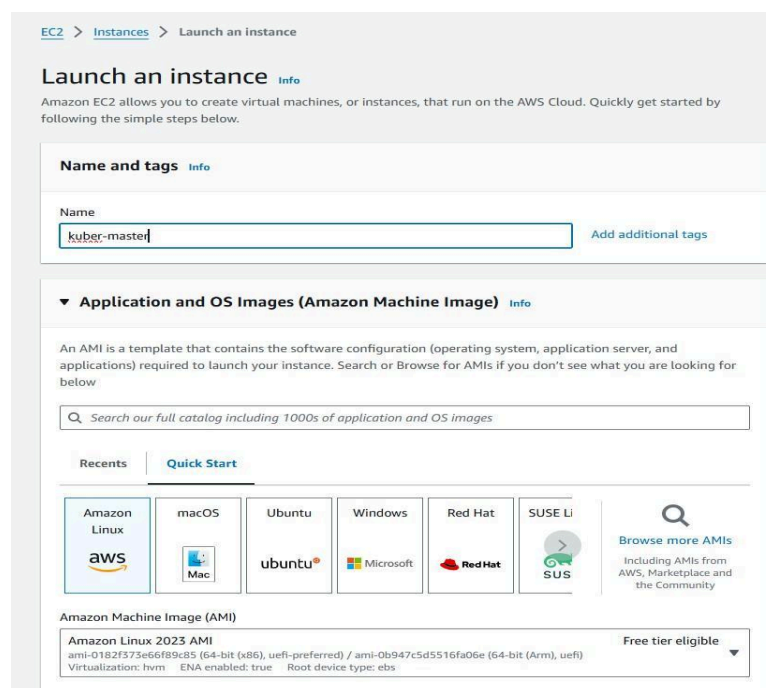 EC2 > Instances > Launch an instance
Launch an instance Info
Amazon EC2 allows you to create virtual machines, or instances, that run on the AWS Cloud. Quickly get started by
following the simple steps below.
Name and tags Info
Name
kuber-master
Add additional tags
Application and OS Images (Amazon Machine Image) Info
An AMI is a template that contains the software configuration (operating system, application server, and
applications) required to launch your instance. Search or Browse for AMIs if you don't see what you are looking for
below
Search our full catalog including 1000s of application and OS images
Recents
Quick Start
Amazon
Linux
aws
macOS
Mac
Ubuntu
ubuntu
Windows
Microsoft
Red Hat
Red Hat
SUSE Li
SUS
Browse more AMIs
Including AMIs from
AWS, Marketplace and
the Community
Amazon Machine Image (AMI)
Amazon Linux 2023 AMI
Free tier eligible
ami-0182f373e66f89c85 (64-bit (x86), uefi-preferred) / ami-0b947c5d5516fa06e (64-bit (Arm), uefi)
Virtualization: hvm ENA enabled: true Root device type: ebs